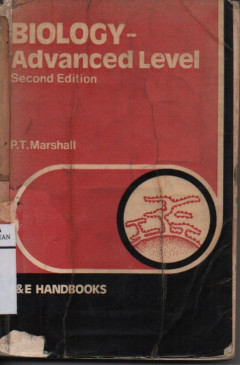 BIOLOGY–
Advanced Level
Second Edition
P.T. Marshall
&E HANDBOOKS